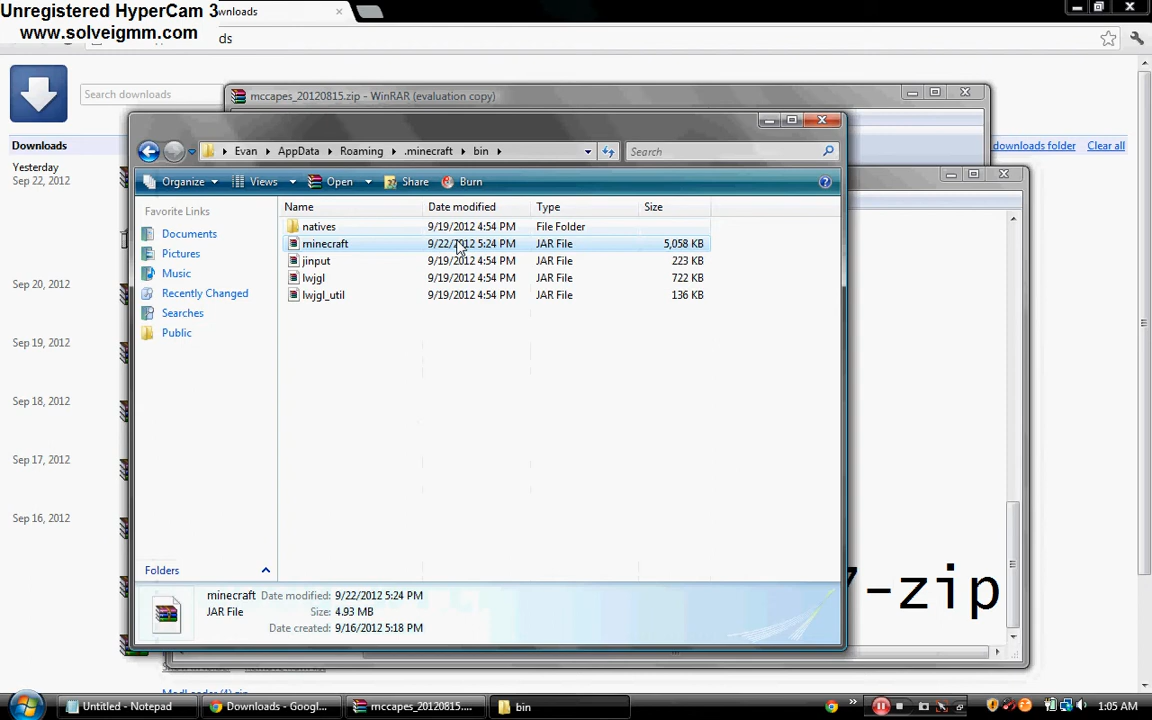 Unregistered HyperCam 3
www.solveigmm.com
wnloads
ds
Search downloads
mccapes_20120815.zip - WinRAR (evaluation copy)
Evan AppData Roaming .minecraft bin
Search
Downloads
downloads folder Clear all
Organize Views Open Share Burn
Yesterday
Sep 22, 2012
Favorite Links
Name Date modified Type Size
natives 9/19/2012 4:54 PM File Folder
Documents
minecraft 9/22/2012 5:24 PM JAR File 5,058 KB
Pictures
jinput 9/19/2012 4:54 PM JAR File 223 KB
Music
lwjgl 9/19/2012 4:54 PM JAR File 722 KB
Sep 20, 2012
Recently Changed
lwjgl_util 9/19/2012 4:54 PM JAR File 136 KB
Searches
Public
Sep 19, 2012
Sep 18, 2012
Sep 17, 2012
Sep 16, 2012
Folders
-zip
minecraft Date modified: 9/22/2012 5:24 PM
JAR File Size: 4.93 MB
Date created: 9/16/2012 5:18 PM
ModLoader (4).zip
Untitled - Notepad Downloads - Googl... mccapes_20120815.... bin 1:05 AM